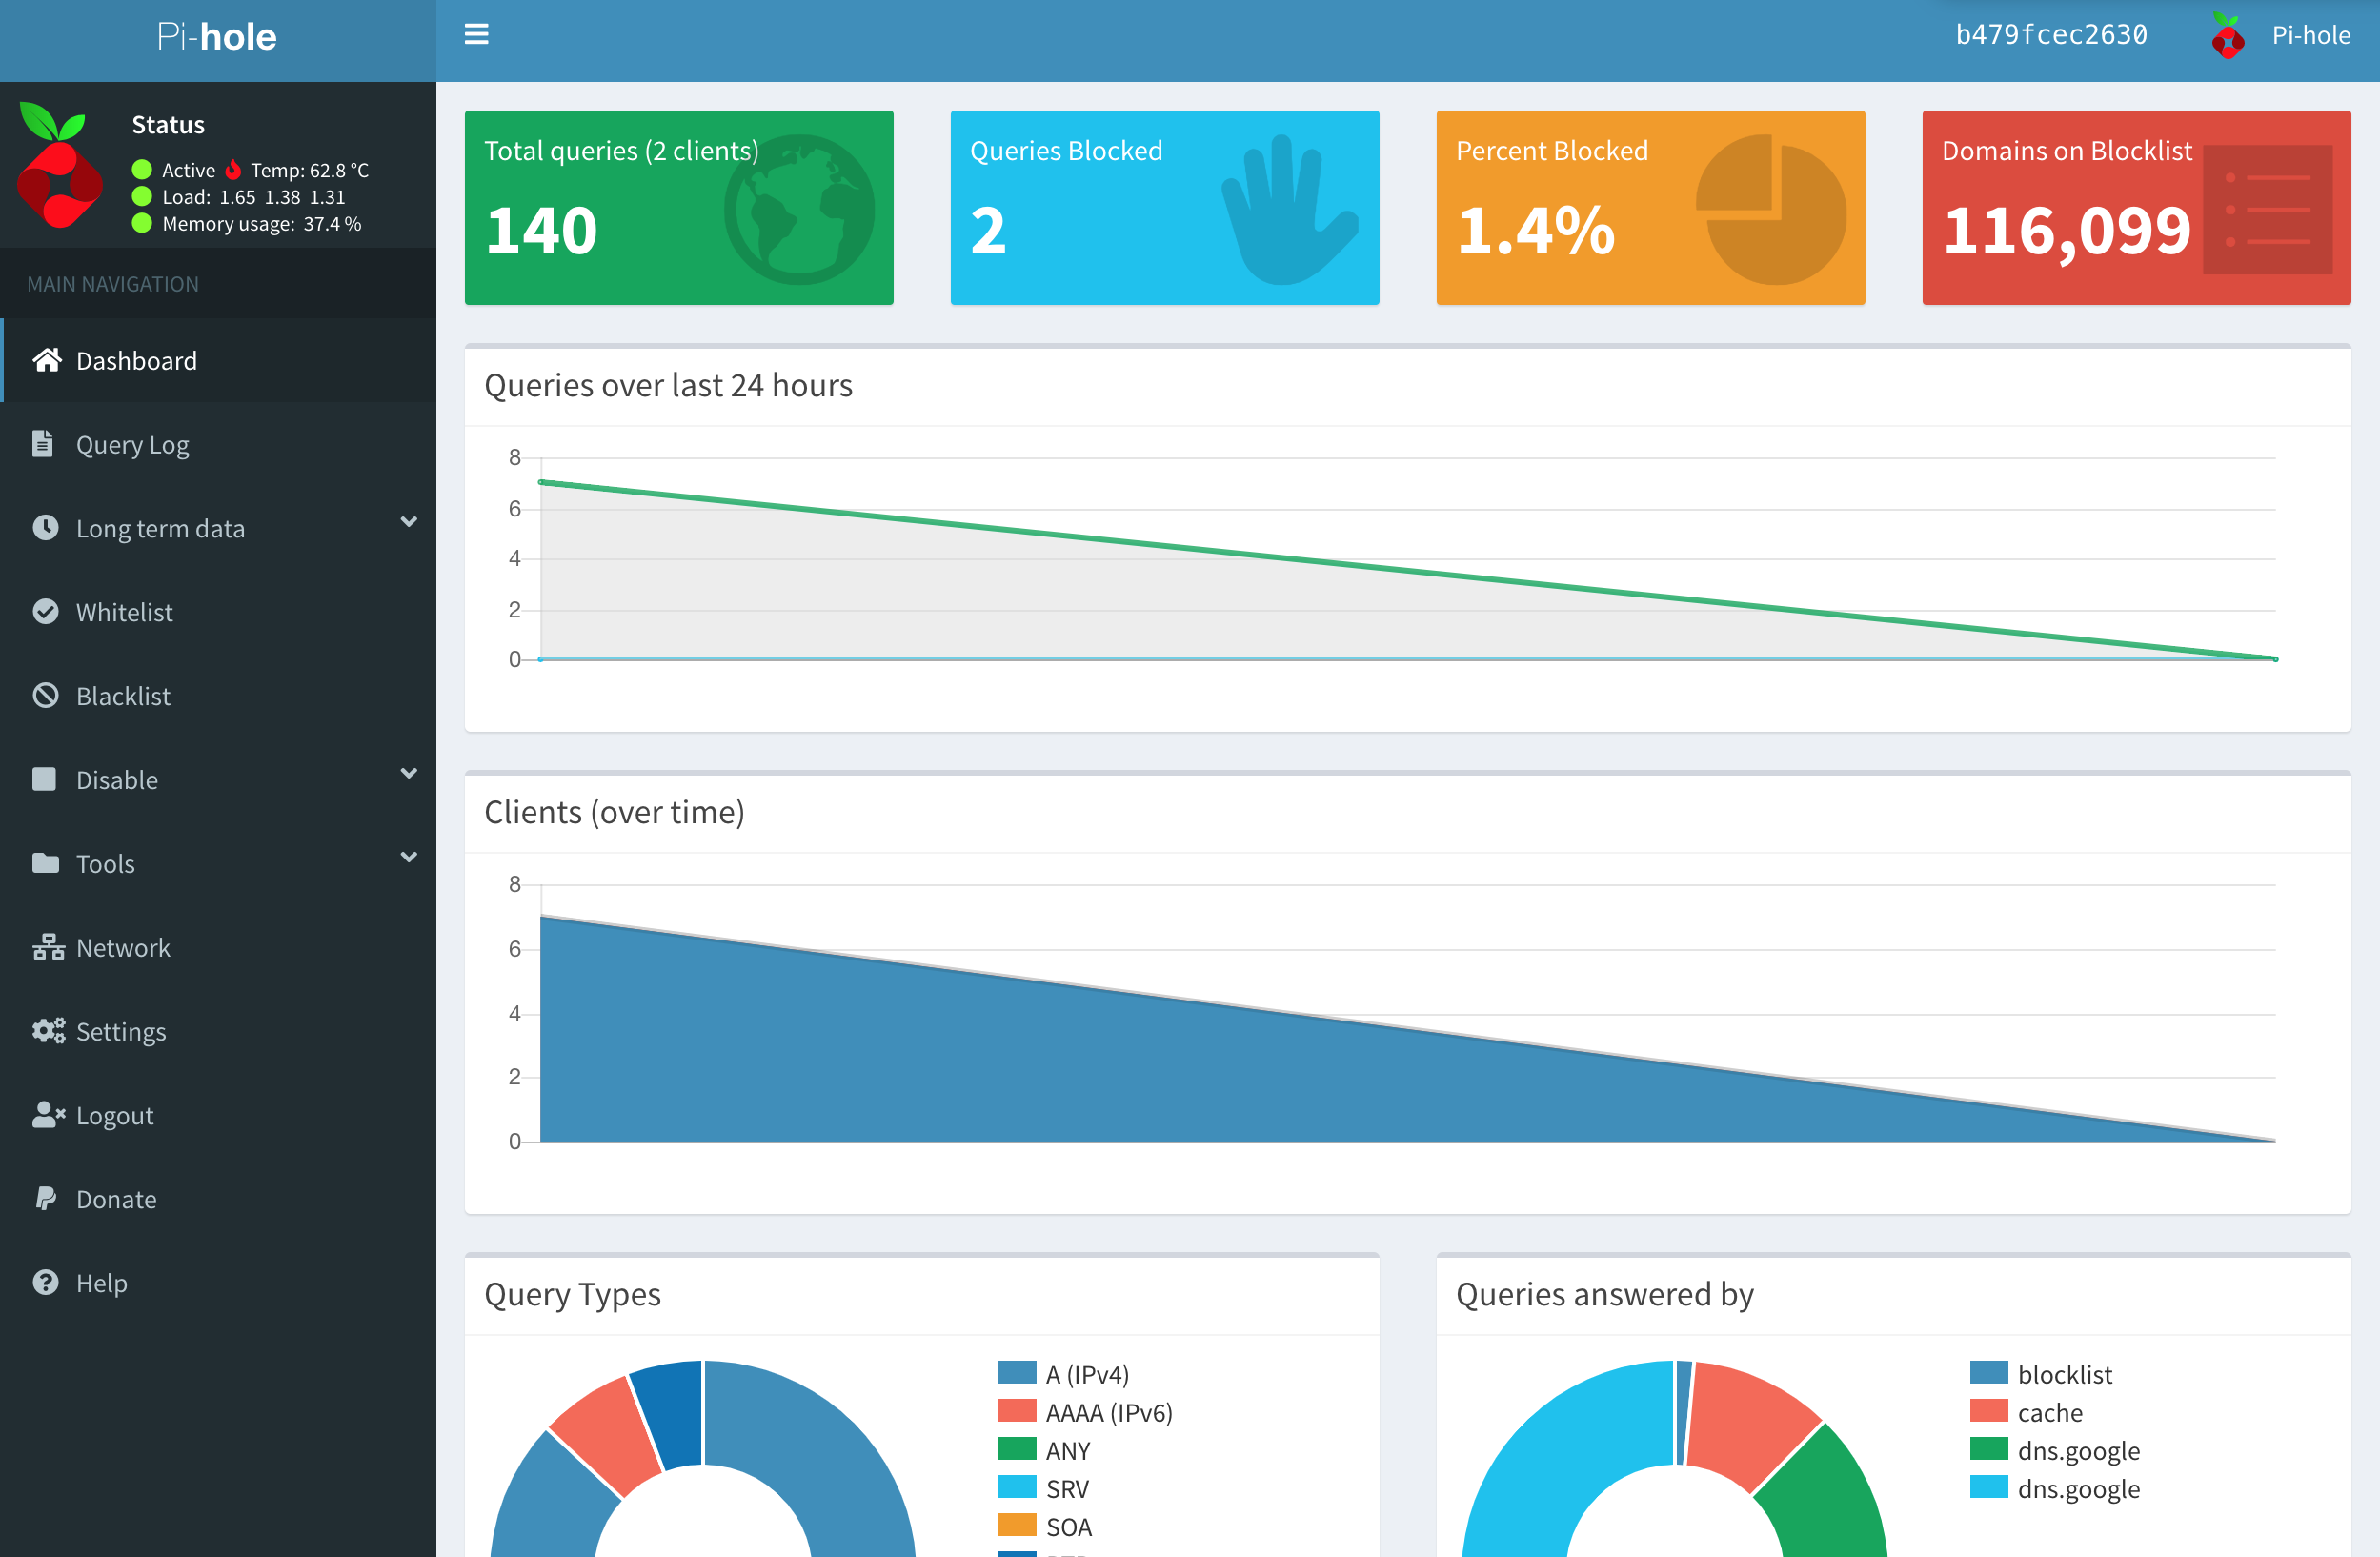 Pi-hole
b479fcec2630 Pi-hole
Status
Active Temp: 62.8 °C
Load: 1.65 1.38 1.31
Memory usage: 37.4 %
MAIN NAVIGATION
Dashboard
Query Log
Long term data
Whitelist
Blacklist
Disable
Tools
Network
Settings
Logout
Donate
Help
Total queries (2 clients)
140
Queries Blocked
2
Percent Blocked
1.4%
Domains on Blocklist
116,099
Queries over last 24 hours
8
6
4
2
0
Clients (over time)
8
6
4
2
0
Query Types
A (IPv4)
AAAA (IPv6)
ANY
SRV
SOA
Queries answered by
blocklist
cache
dns.google
dns.google